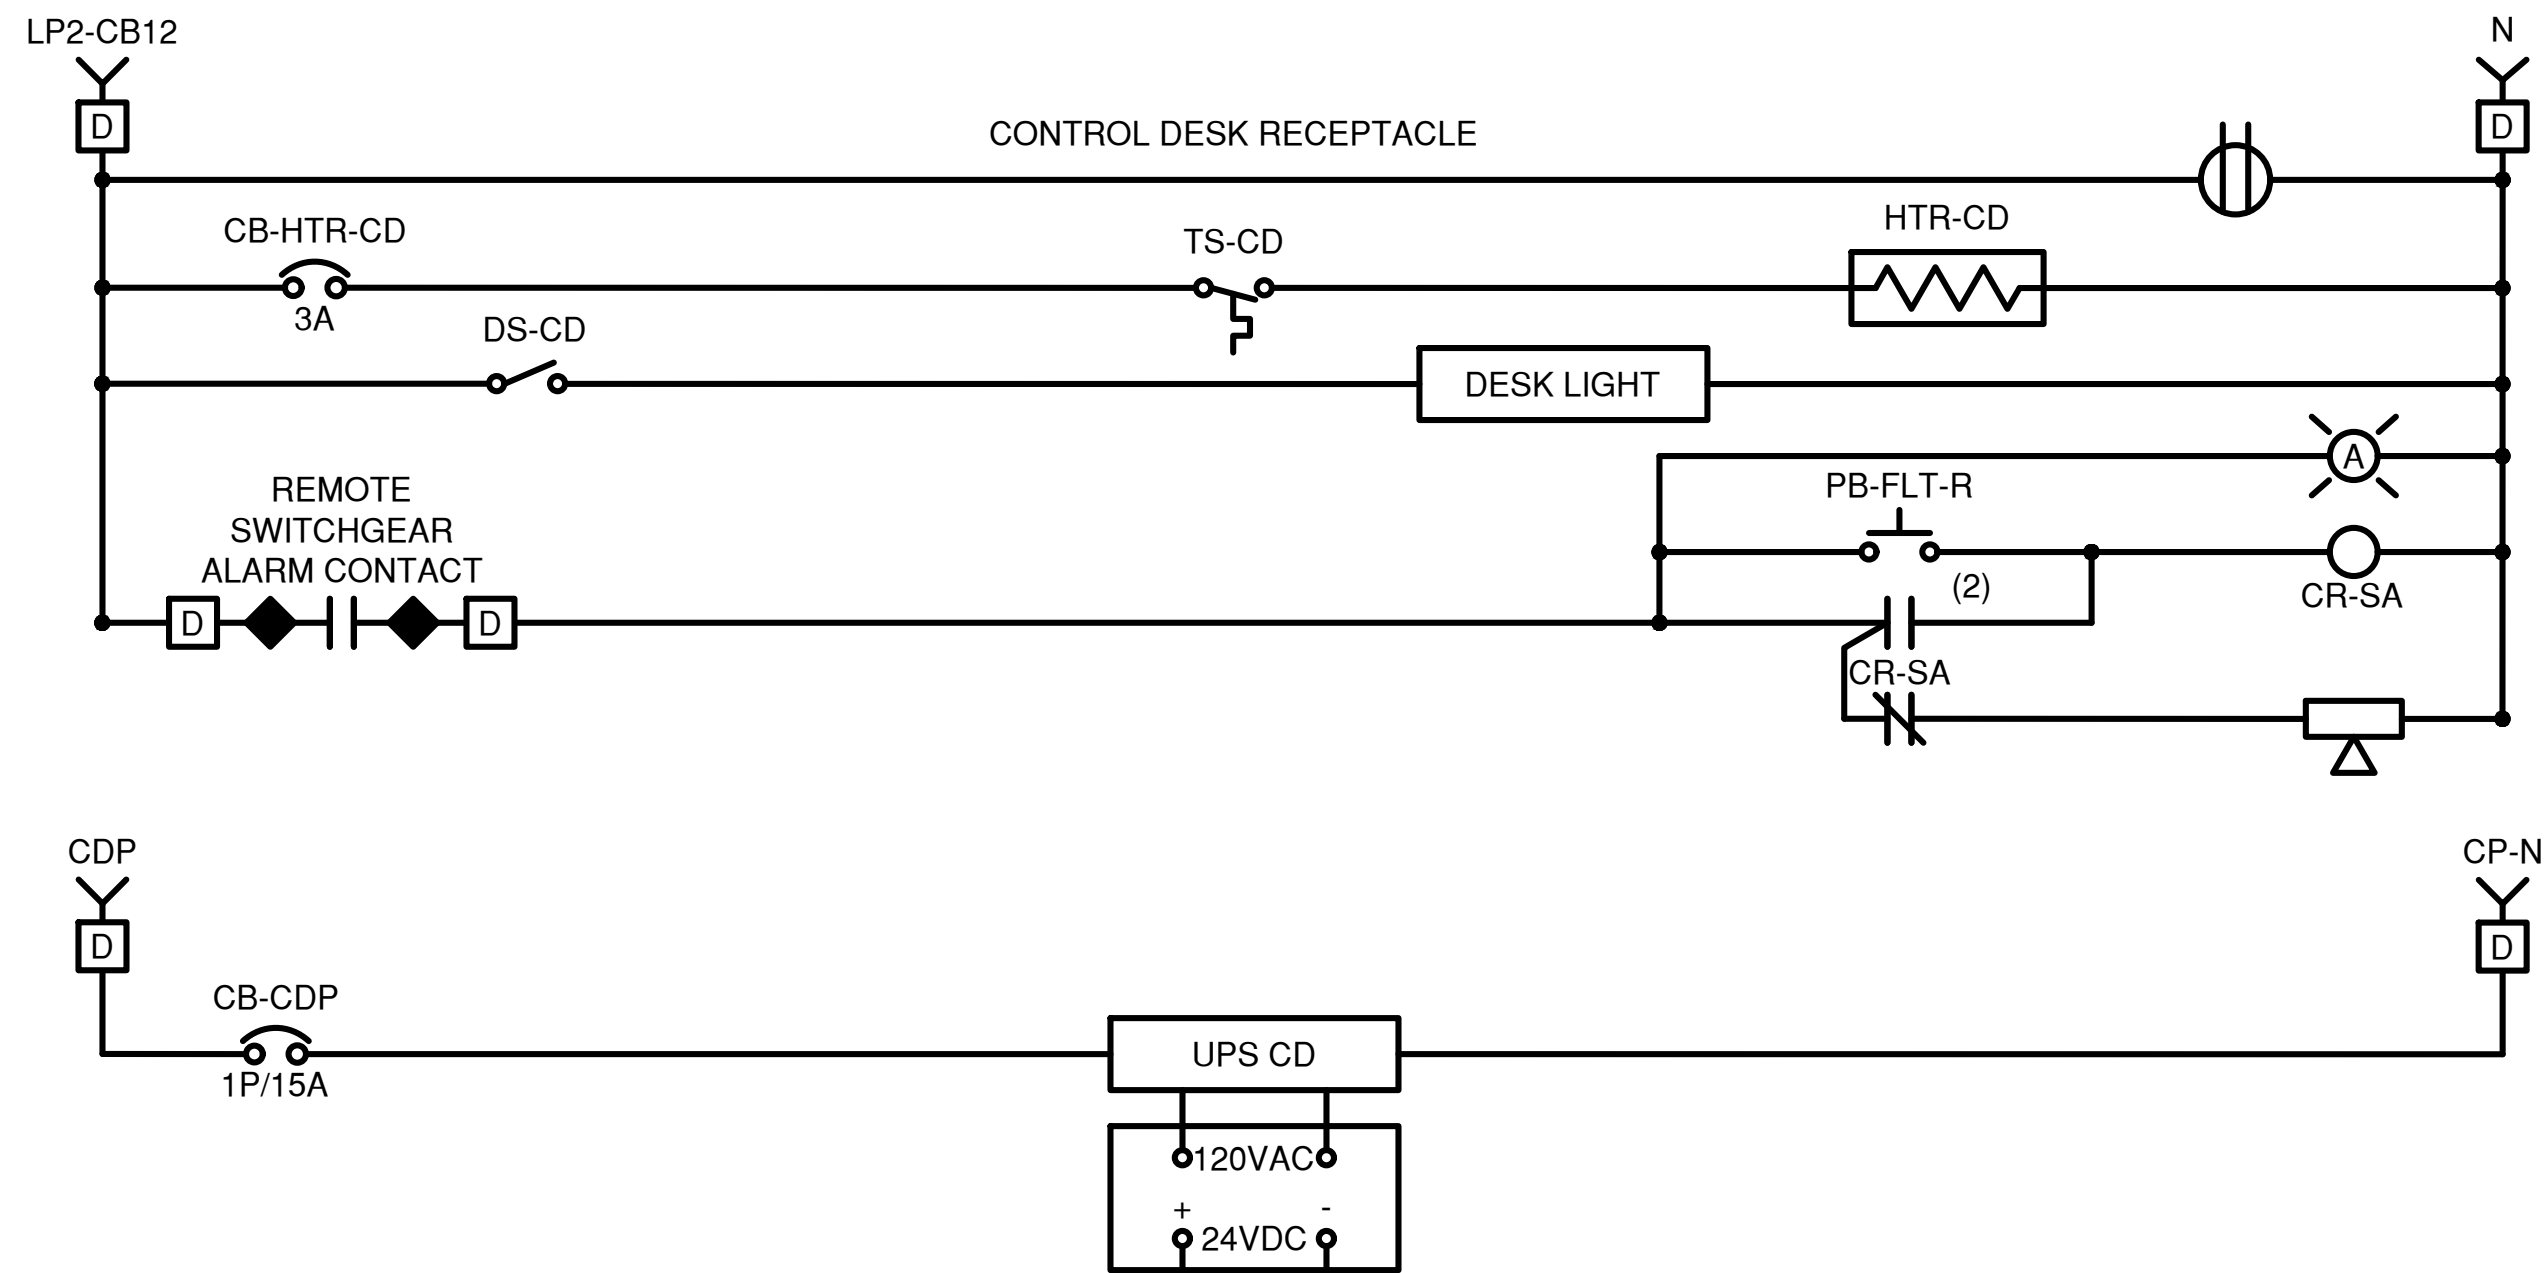 LP2-CB12
N
D
D
CONTROL DESK RECEPTACLE
CB-HTR-CD
TS-CD
HTR-CD
3A
DS-CD
DESK LIGHT
A
REMOTE
SWITCHGEAR
ALARM CONTACT
PB-FLT-R
(2)
CR-SA
D
D
CR-SA
CDP
CP-N
D
D
CB-CDP
1P/15A
UPS CD
120VAC
+ -
24VDC